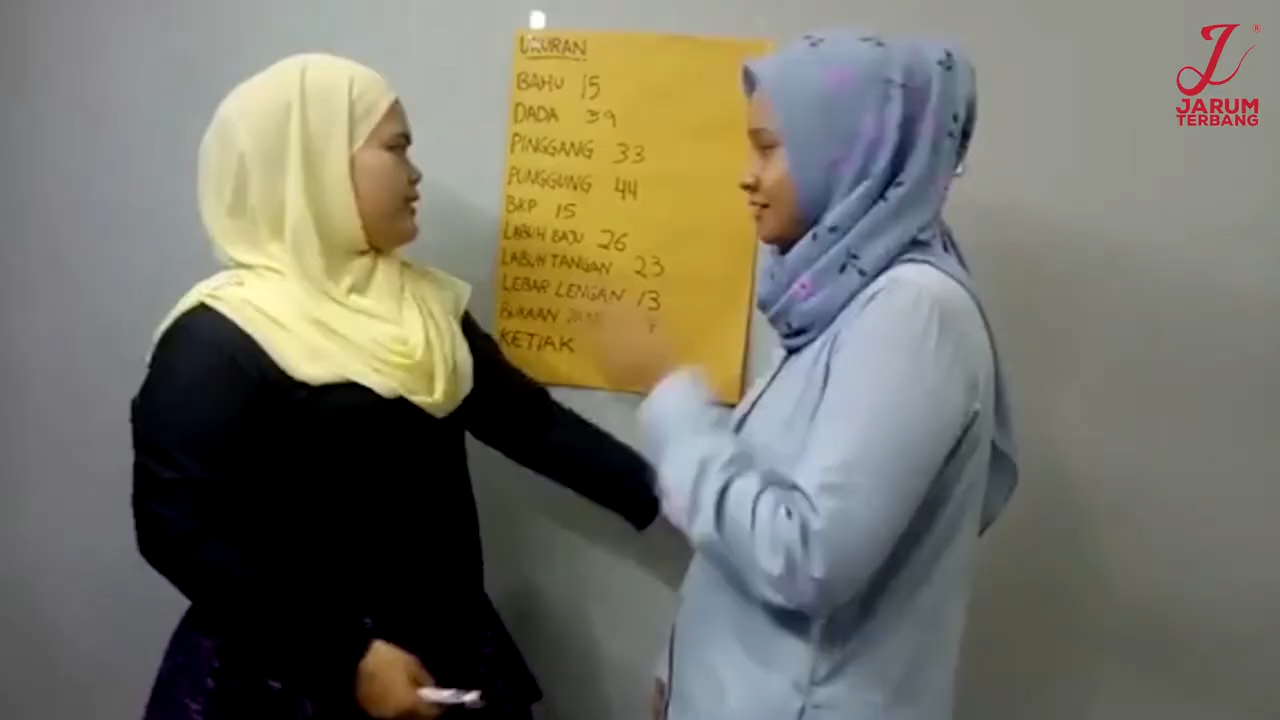 UKURAN
BAHU 15
DADA 39
PINGGANG 33
PUNGGUNG 44
BKP 15
LABUH BAJU 26
LABUH TANGAN 23
LEBAR LENGAN 13
BUKAAN
KETIAK
J ®
JARUM
TERBANG